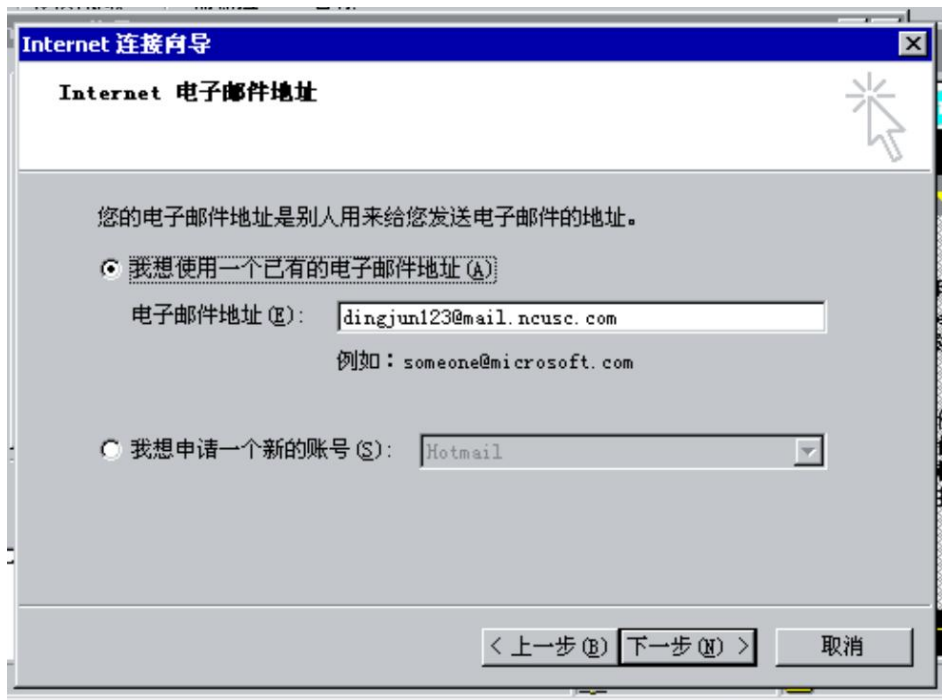 Internet 连接向导
Internet 电子邮件地址
您的电子邮件地址是别人用来给您发送电子邮件的地址。
我想使用一个已有的电子邮件地址(A)
电子邮件地址(E): dingjun123@mail.ncusc.com
例如：someone@microsoft.com
我想申请一个新的账号(S): Hotmail
< 上一步(B) 下一步(N) > 取消